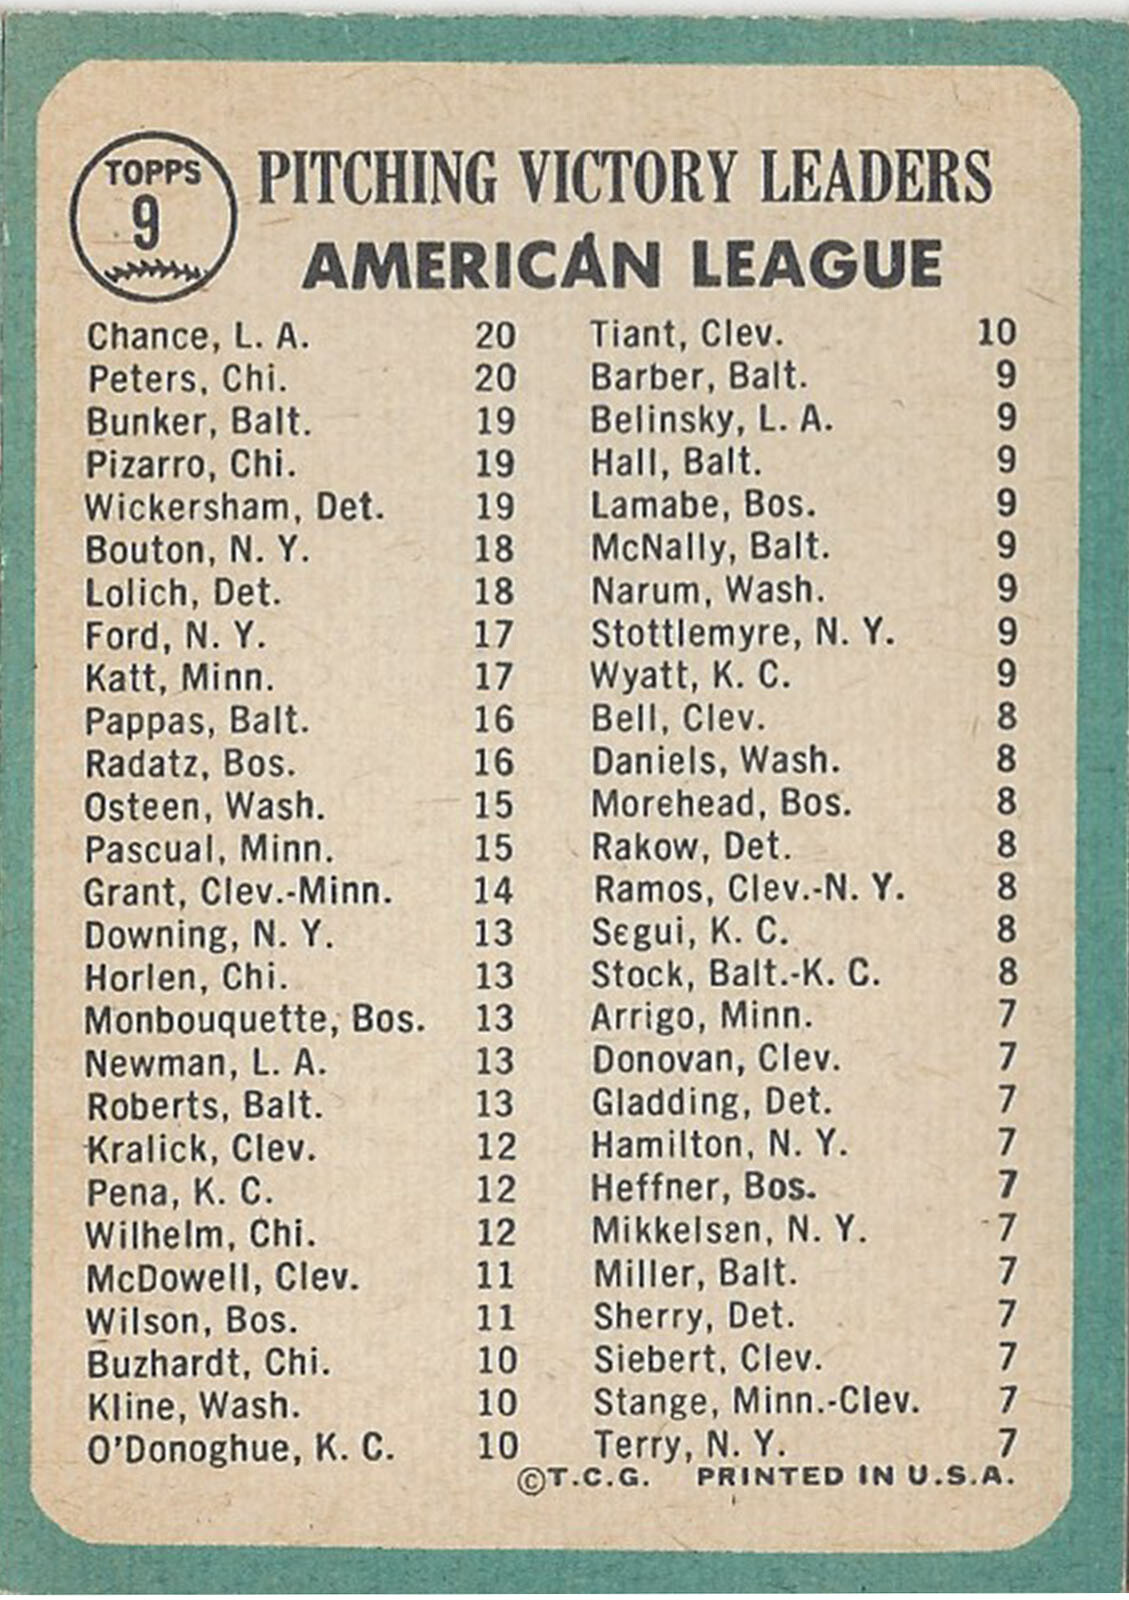 TOPPS
9
PITCHING VICTORY LEADERS
AMERICAN LEAGUE
Chance, L. A. 20
Peters, Chi. 20
Bunker, Balt. 19
Pizarro, Chi. 19
Wickersham, Det. 19
Bouton, N. Y. 18
Lolich, Det. 18
Ford, N. Y. 17
Katt, Minn. 17
Pappas, Balt. 16
Radatz, Bos. 16
Osteen, Wash. 15
Pascual, Minn. 15
Grant, Clev.-Minn. 14
Downing, N. Y. 13
Horlen, Chi. 13
Monbouquette, Bos. 13
Newman, L. A. 13
Roberts, Balt. 13
Kralick, Clev. 12
Pena, K. C. 12
Wilhelm, Chi. 12
McDowell, Clev. 11
Wilson, Bos. 11
Buzhardt, Chi. 10
Kline, Wash. 10
O'Donoghue, K. C. 10
Tiant, Clev. 10
Barber, Balt. 9
Belinsky, L. A. 9
Hall, Balt. 9
Lamabe, Bos. 9
McNally, Balt. 9
Narum, Wash. 9
Stottlemyre, N. Y. 9
Wyatt, K. C. 9
Bell, Clev. 8
Daniels, Wash. 8
Morehead, Bos. 8
Rakow, Det. 8
Ramos, Clev.-N. Y. 8
Segui, K. C. 8
Stock, Balt.-K. C. 8
Arrigo, Minn. 7
Donovan, Clev. 7
Gladding, Det. 7
Hamilton, N. Y. 7
Heffner, Bos. 7
Mikkelsen, N. Y. 7
Miller, Balt. 7
Sherry, Det. 7
Siebert, Clev. 7
Stange, Minn.-Clev. 7
Terry, N. Y. 7
©T.C.G. PRINTED IN U.S.A.